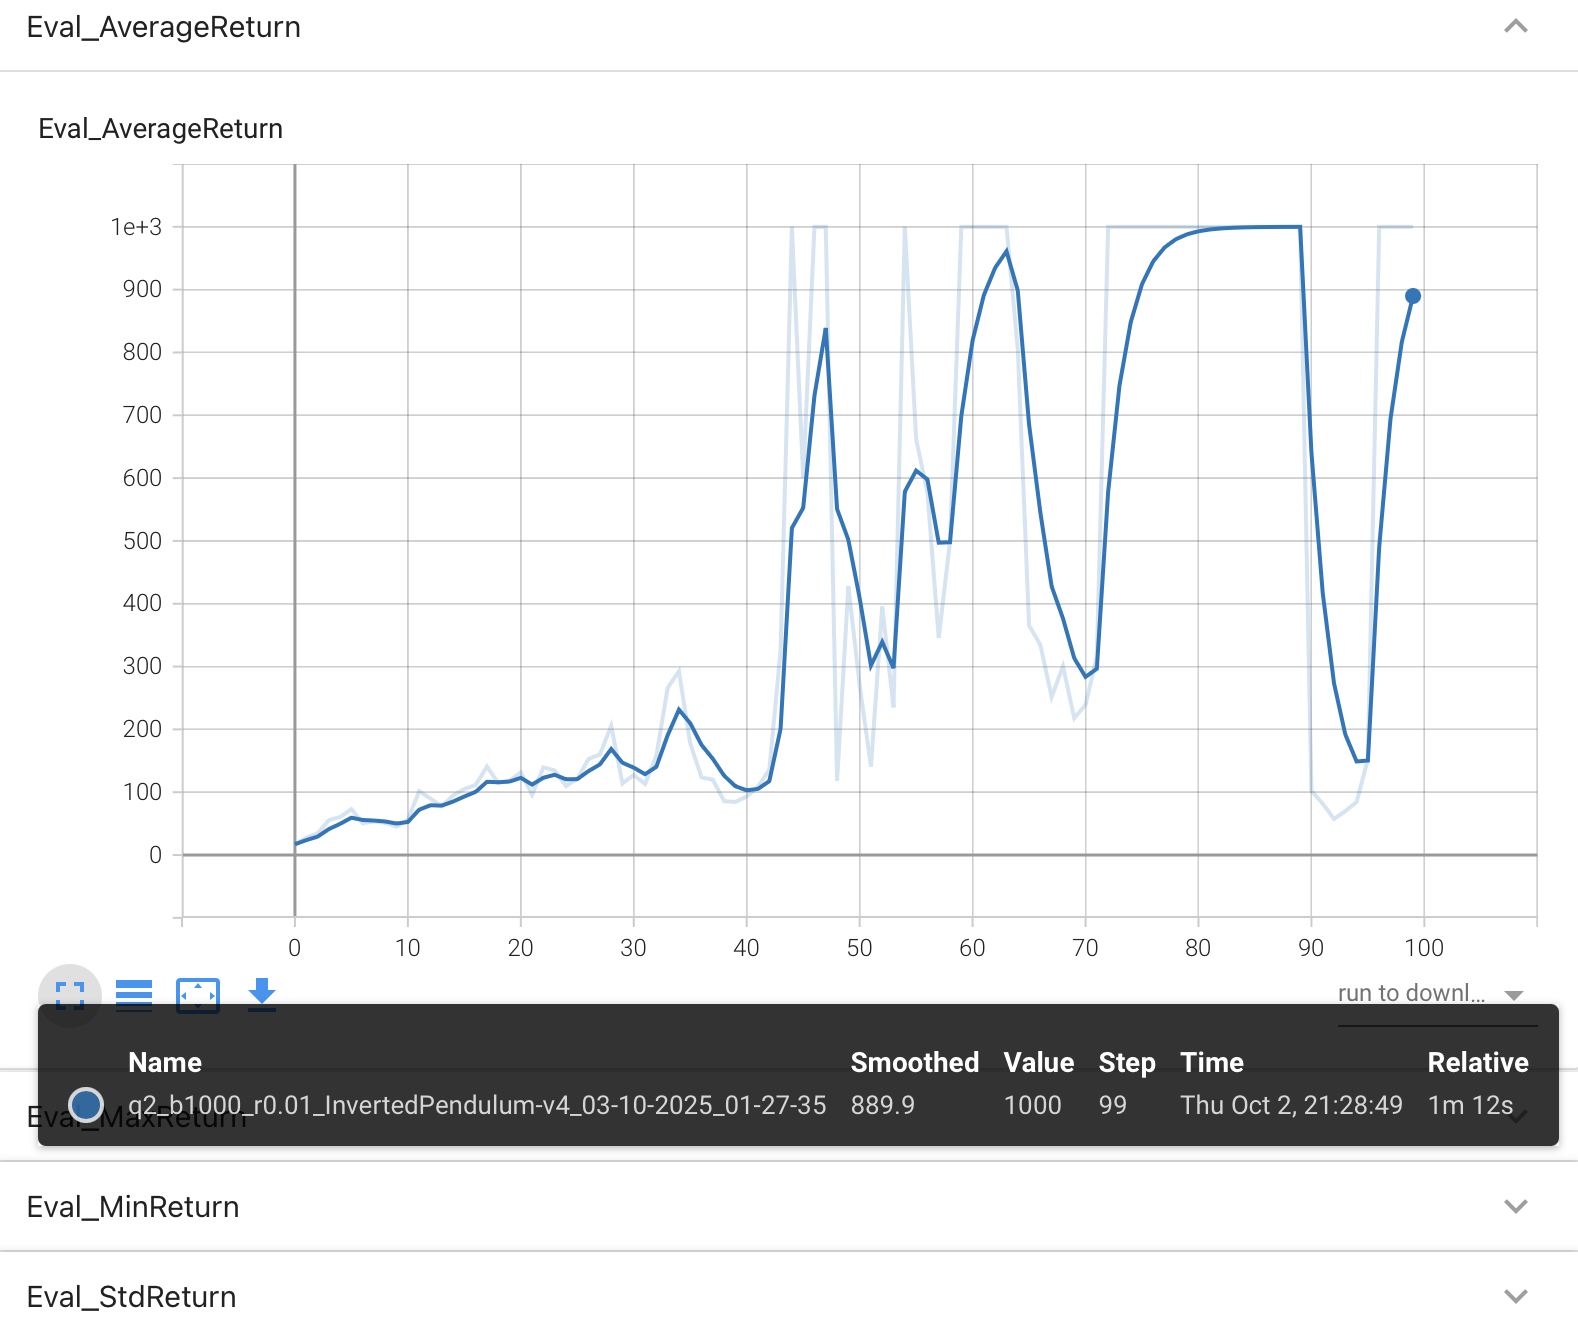 Eval_AverageReturn
Eval_AverageReturn
1e+3
900
800
700
600
500
400
300
200
100
0
0 10 20 30 40 50 60 70 80 90 100
run to downl...
Name Smoothed Value Step Time Relative
q2_b1000_r0.01_InvertedPendulum-v4_03-10-2025_01-27-35 889.9 1000 99 Thu Oct 2, 21:28:49 1m 12s
Eval_MaxReturn
Eval_MinReturn
Eval_StdReturn